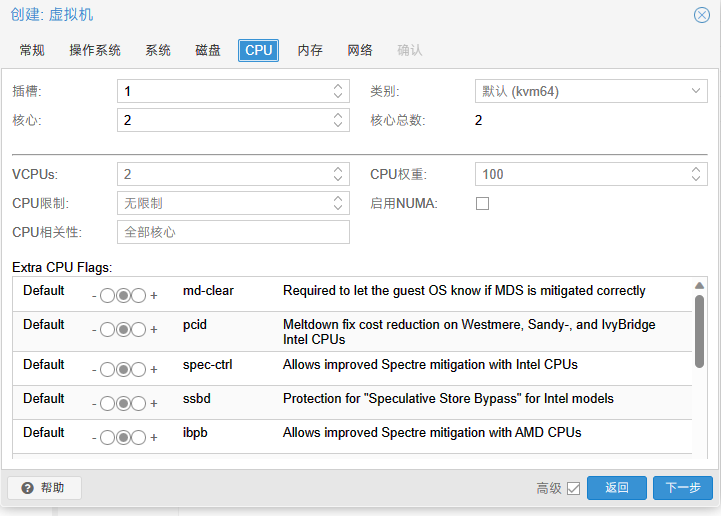 创建: 虚拟机
常规 操作系统 系统 磁盘 CPU 内存 网络 确认
插槽: 1 类别: 默认 (kvm64)
核心: 2 核心总数: 2
VCPUs: 2 CPU权重: 100
CPU限制: 无限制 启用NUMA:
CPU相关性: 全部核心
Extra CPU Flags:
Default - + md-clear Required to let the guest OS know if MDS is mitigated correctly
Default - + pcid Meltdown fix cost reduction on Westmere, Sandy-, and IvyBridge
Intel CPUs
Default - + spec-ctrl Allows improved Spectre mitigation with Intel CPUs
Default - + ssbd Protection for "Speculative Store Bypass" for Intel models
Default - + ibpb Allows improved Spectre mitigation with AMD CPUs
帮助 高级 返回 下一步